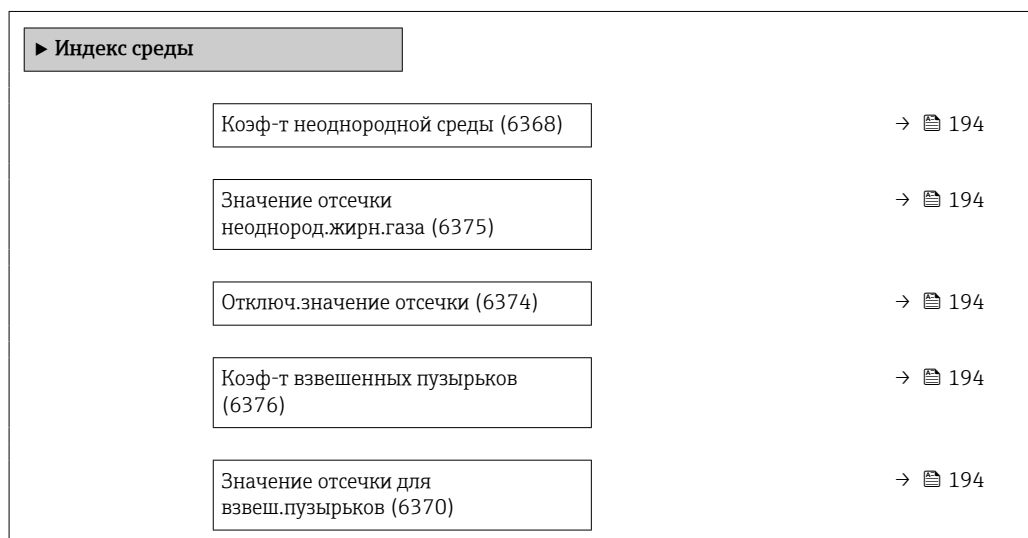 ► Индекс среды
Коэф-т неоднородной среды (6368) → 194
Значение отсечки → 194
неоднород.жирн.газа (6375)
Отключ.значение отсечки (6374) → 194
Коэф-т взвешенных пузырьков → 194
(6376)
Значение отсечки для → 194
взвеш.пузырьков (6370)